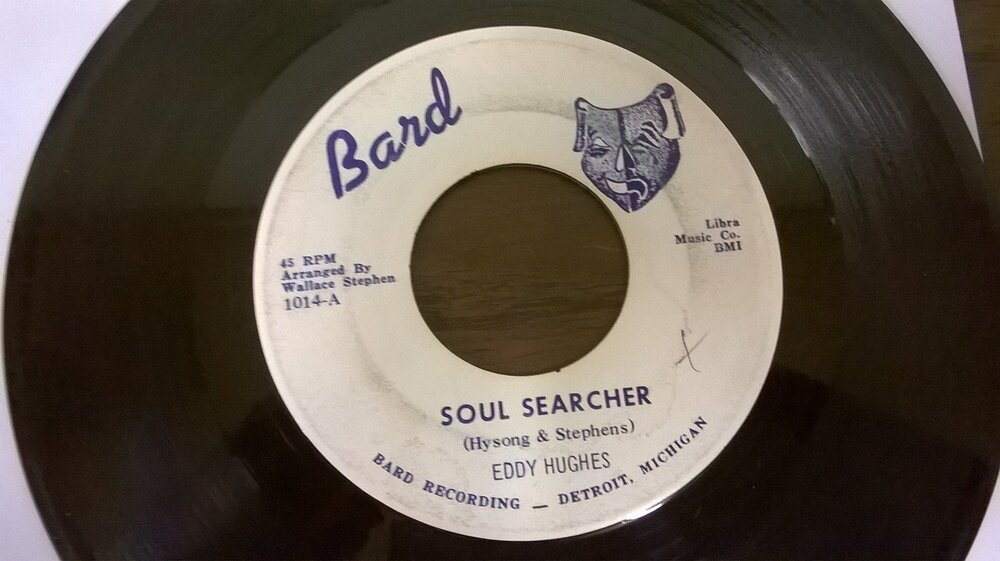 Bard
Libra
Music Co.
BMI
45 RPM
Arranged By
Wallace Stephen
1014-A
SOUL SEARCHER
(Hysong & Stephens)
EDDY HUGHES
BARD RECORDING — DETROIT, MICHIGAN